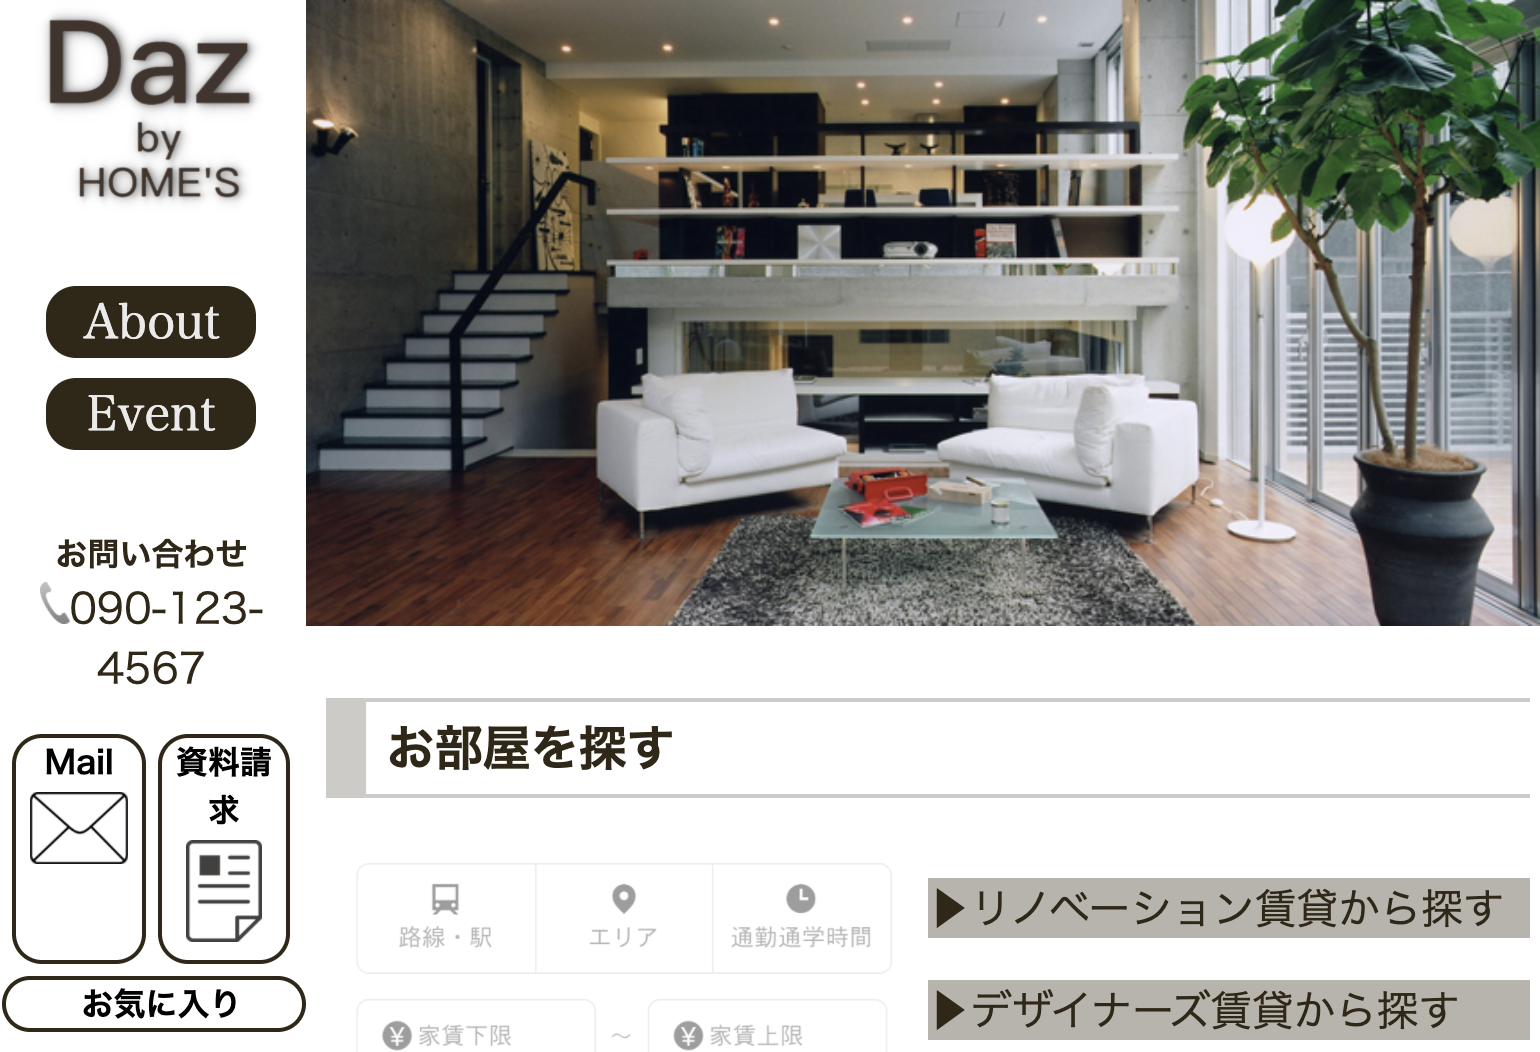 Daz
by
HOME'S
About
Event
お問い合わせ
090-123-
4567
Mail
資料請
求
お気に入り
お部屋を探す
路線・駅
エリア
通勤通学時間
¥ 家賃下限 ～ ¥ 家賃上限
▶リノベーション賃貸から探す
▶デザイナーズ賃貸から探す